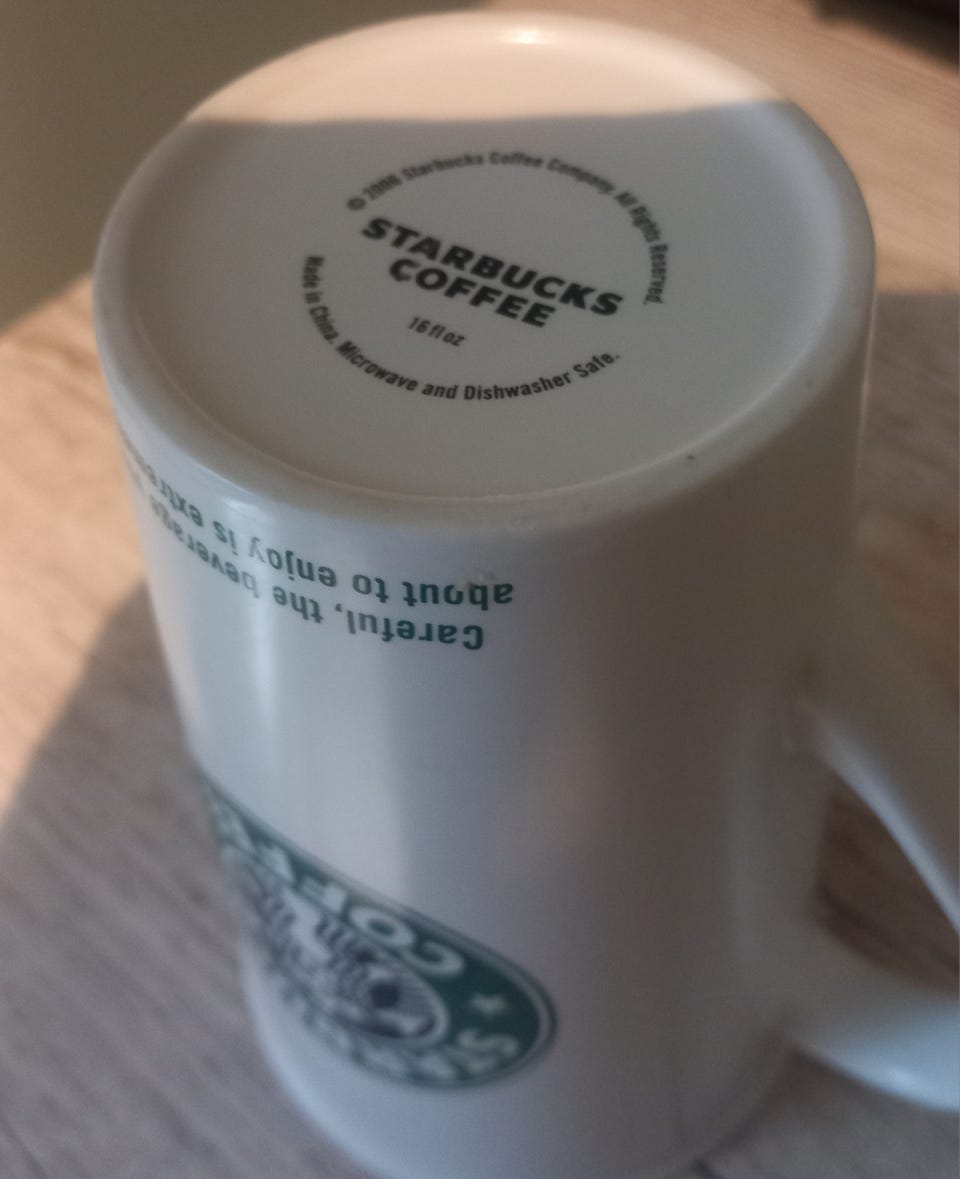 © 2006 Starbucks Coffee Company. All Rights Reserved.
STARBUCKS
COFFEE
16 fl oz
Made in China. Microwave and Dishwasher Safe.
Careful, the beverage
about to enjoy is